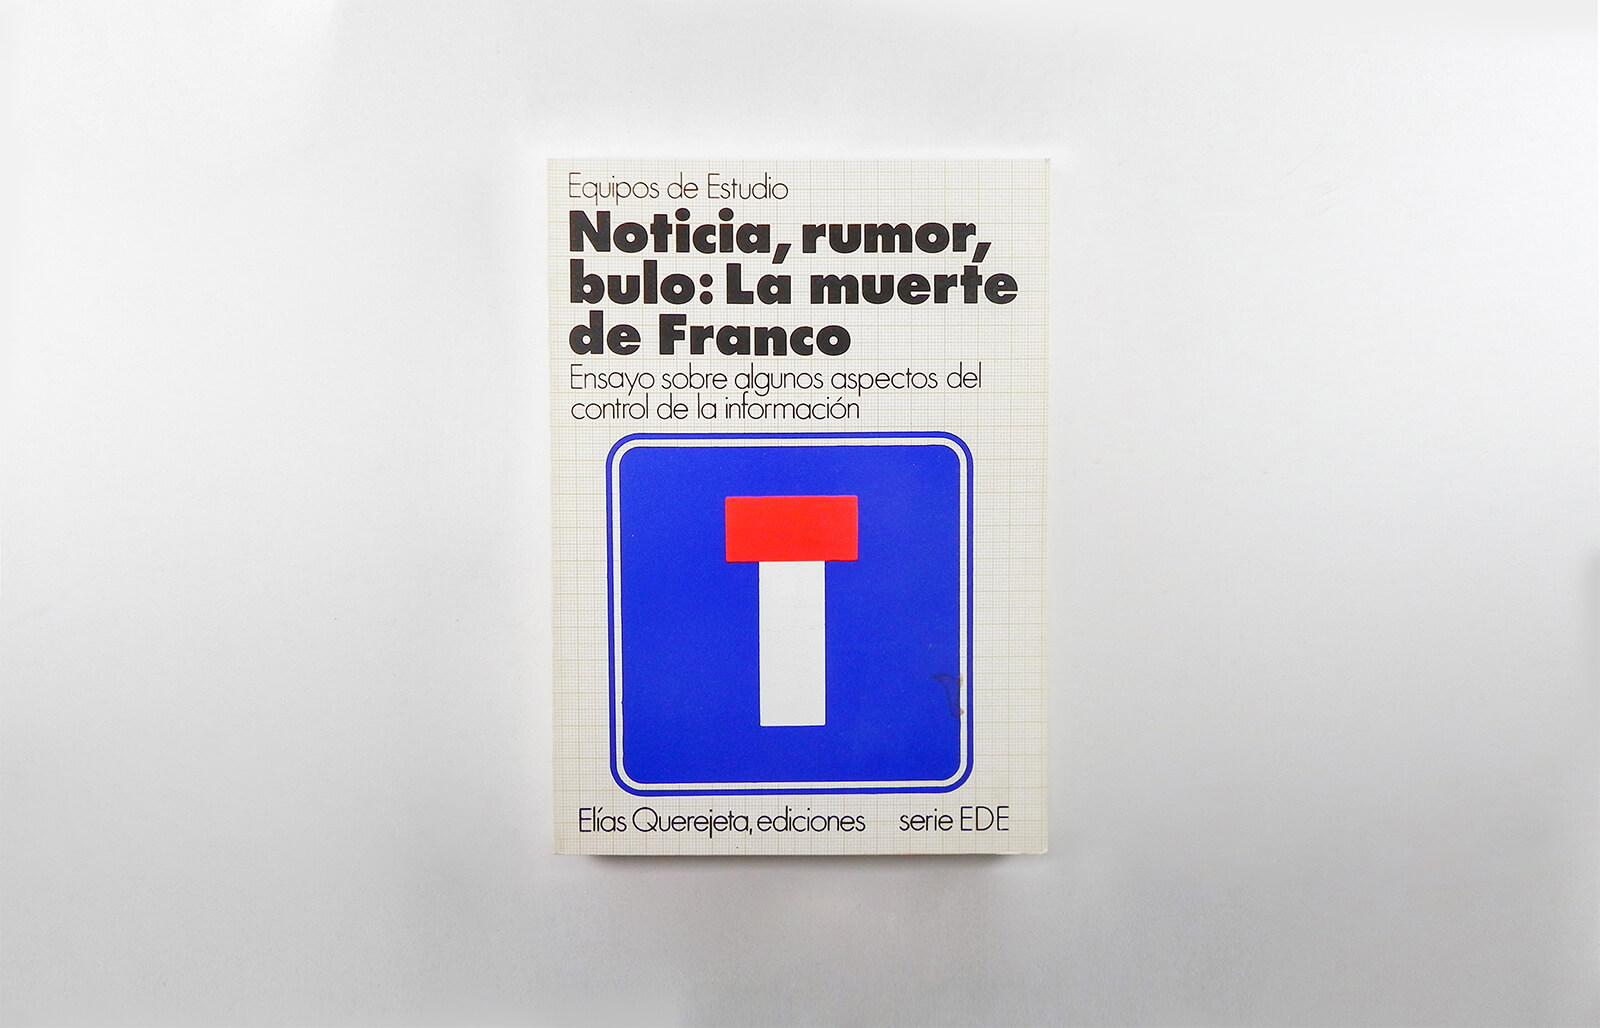 Equipos de Estudio
Noticia, rumor,
bulo: La muerte
de Franco
Ensayo sobre algunos aspectos del
control de la información
Elías Querejeta, ediciones serie EDE